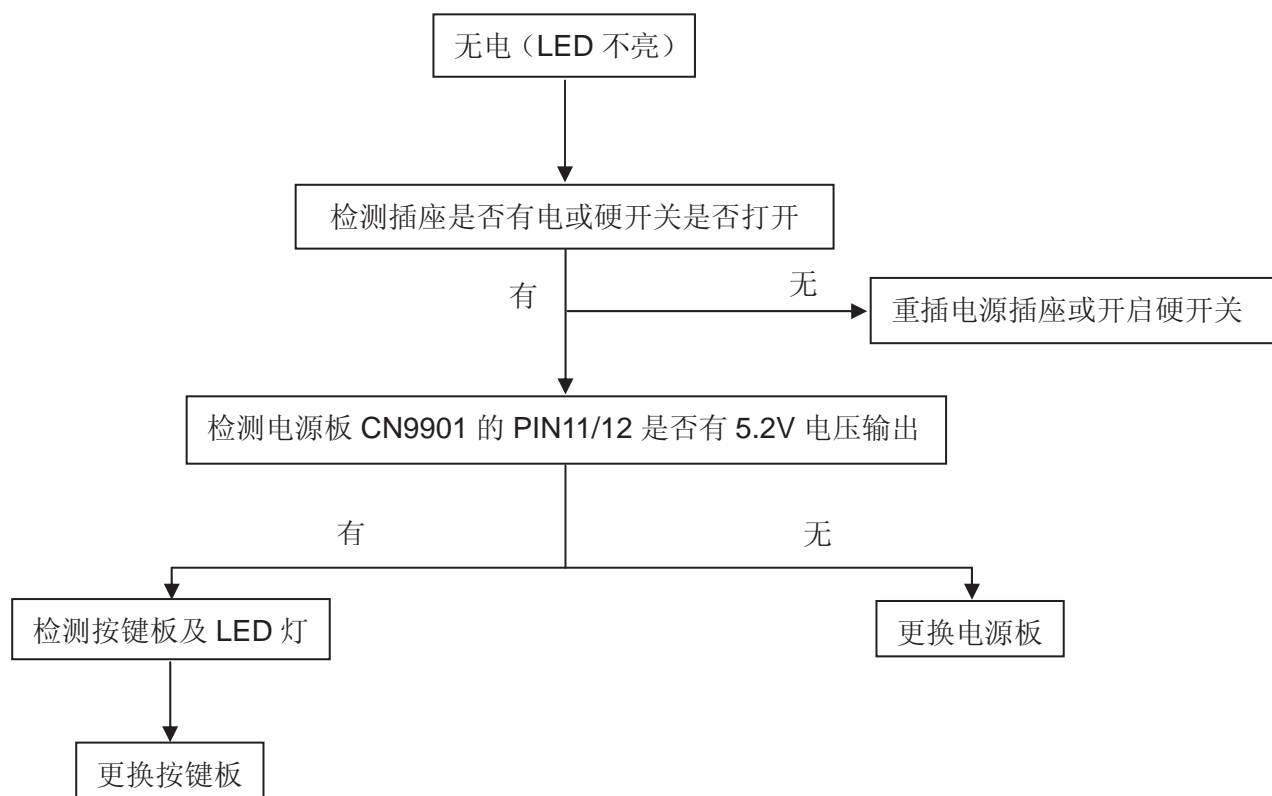 无电（LED 不亮）
检测插座是否有电或硬开关是否打开
有
无
重插电源插座或开启硬开关
检测电源板 CN9901 的 PIN11/12 是否有 5.2V 电压输出
有
无
检测按键板及 LED 灯
更换电源板
更换按键板